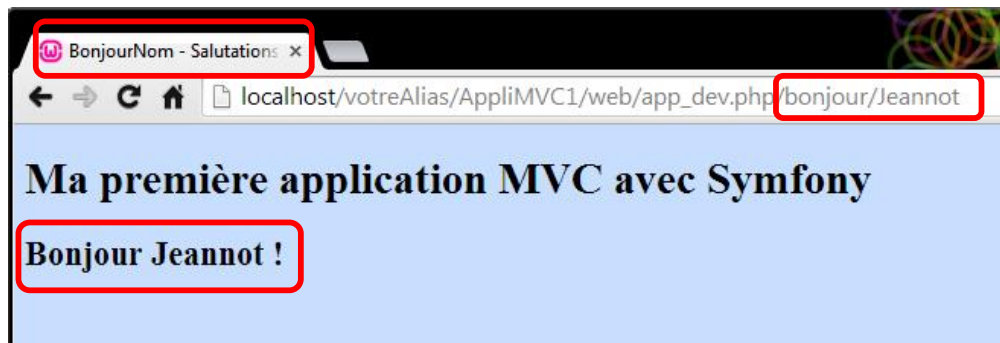 BonjourNom - Salutations
localhost/votreAlias/AppliMVC1/web/app_dev.php/bonjour/Jeannot
Ma première application MVC avec Symfony
Bonjour Jeannot !